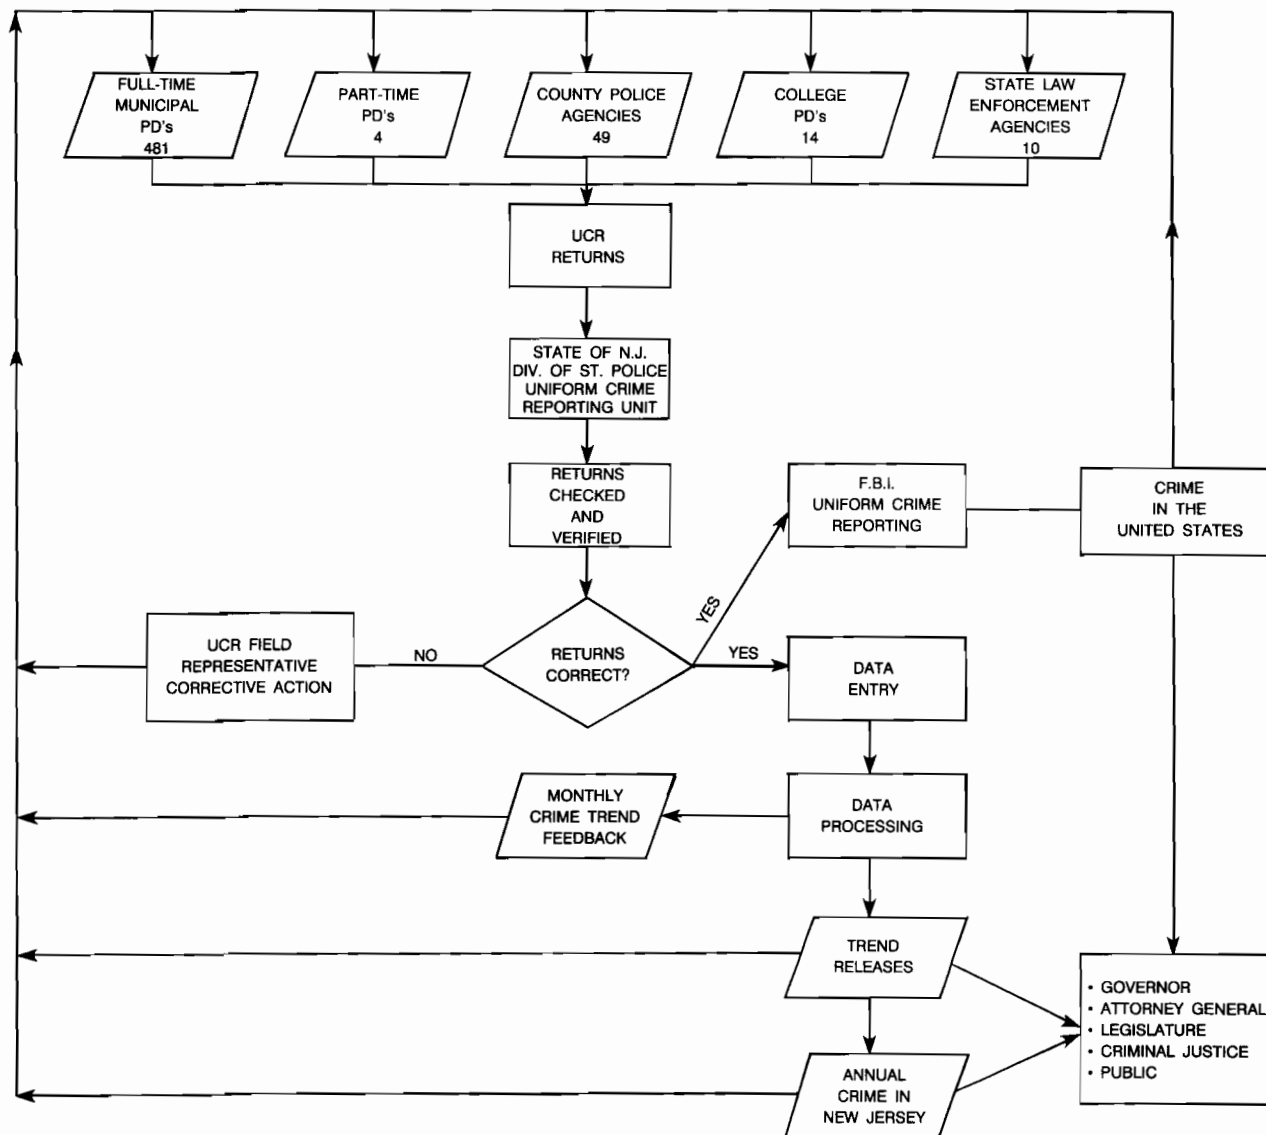 FULL-TIME
MUNICIPAL
PD's
481
PART-TIME
PD's
4
COUNTY POLICE
AGENCIES
49
COLLEGE
PD's
14
STATE LAW
ENFORCEMENT
AGENCIES
10
UCR
RETURNS
STATE OF N.J.
DIV. OF ST. POLICE
UNIFORM CRIME
REPORTING UNIT
RETURNS
CHECKED
AND
VERIFIED
F.B.I.
UNIFORM CRIME
REPORTING
CRIME
IN THE
UNITED STATES
YES
UCR FIELD
REPRESENTATIVE
CORRECTIVE ACTION
NO
RETURNS
CORRECT?
YES
DATA
ENTRY
MONTHLY
CRIME TREND
FEEDBACK
DATA
PROCESSING
TREND
RELEASES
• GOVERNOR
• ATTORNEY GENERAL
• LEGISLATURE
• CRIMINAL JUSTICE
• PUBLIC
ANNUAL
CRIME IN
NEW JERSEY